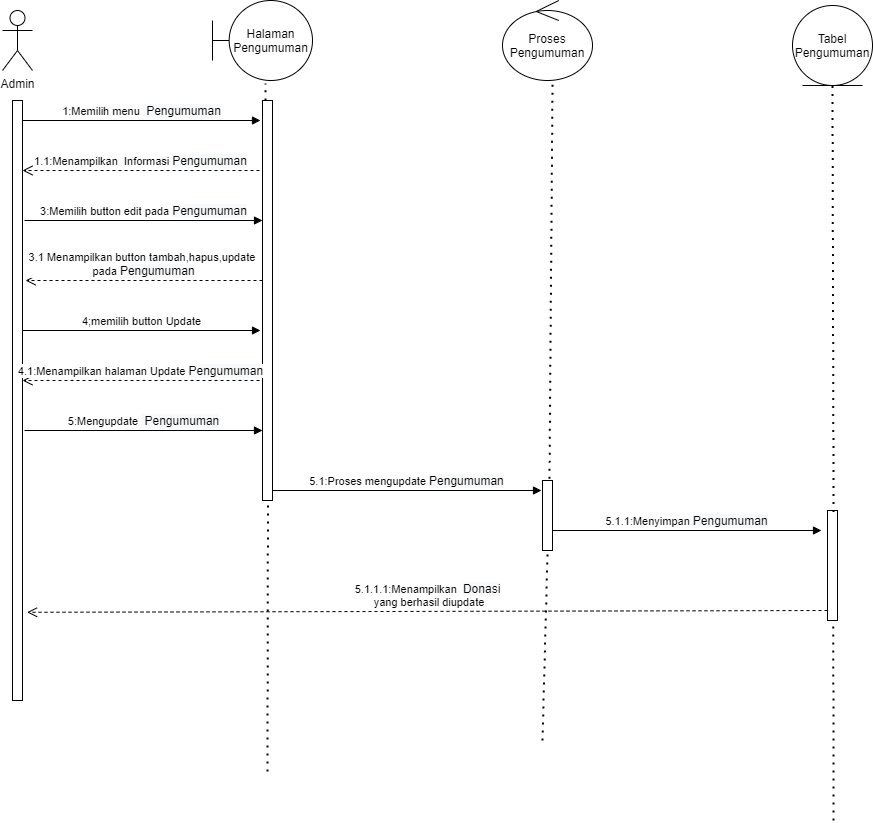 Halaman
Pengumuman
Proses
Pengumuman
Tabel
Pengumuman
Admin
1:Memilih menu  Pengumuman
1.1:Menampilkan  Informasi Pengumuman
3:Memilih button edit pada Pengumuman
3.1 Menampilkan button tambah,hapus,update
pada Pengumuman
4;memilih button Update
4.1:Menampilkan halaman Update Pengumuman
5:Mengupdate  Pengumuman
5.1:Proses mengupdate Pengumuman
5.1.1:Menyimpan Pengumuman
5.1.1.1:Menampilkan  Donasi
yang berhasil diupdate